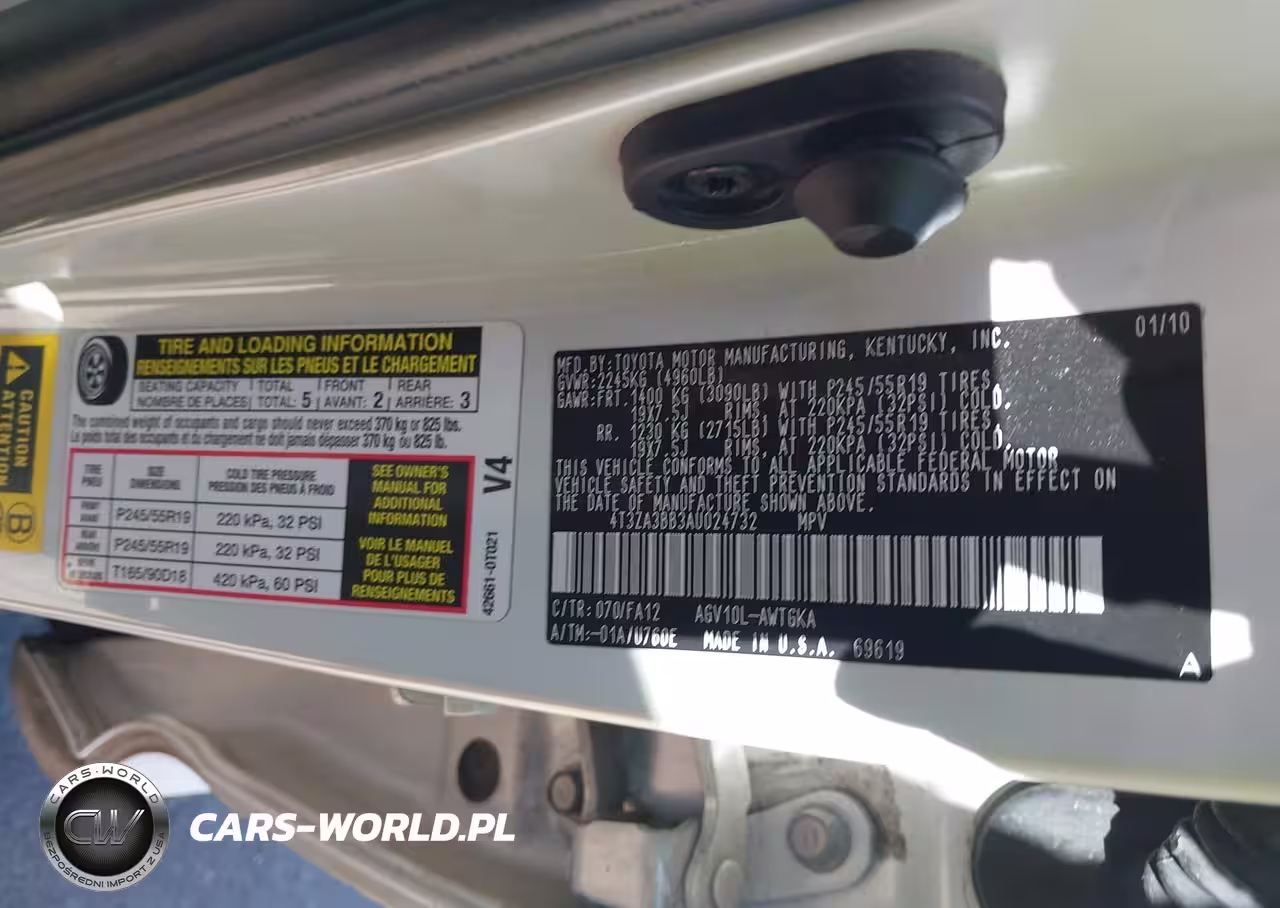 CAUTION
ATTENTION
B
TIRE AND LOADING INFORMATION
RENSEIGNEMENTS SUR LES PNEUS ET LE CHARGEMENT
SEATING CAPACITY TOTAL FRONT REAR
NOMBRE DE PLACES TOTAL: 5 AVANT: 2 ARRIÈRE: 3
The combined weight of occupants and cargo should never exceed 370 kg or 825 lbs.
Le poids total des occupants et du chargement ne doit jamais dépasser 370 kg ou 825 lb.
TIRE SIZE COLD TIRE PRESSURE
PNEU DIMENSIONS PRESSION DES PNEUS À FROID
FRONT
AVANT P245/55R19 220 kPa, 32 PSI
REAR
ARRIÈRE P245/55R19 220 kPa, 32 PSI
T165/90D18 420 kPa, 60 PSI
SEE OWNER'S
MANUAL FOR
ADDITIONAL
INFORMATION
VOIR LE MANUEL
DE L'USAGER
POUR PLUS DE
RENSEIGNEMENTS
V4
42661-0T021
01/10
MFD.BY:TOYOTA MOTOR MANUFACTURING, KENTUCKY, INC.
GVWR:2245KG (4960LB)
GAWR:FRT.1400 KG (3090LB) WITH P245/55R19 TIRES,
19X7.5J RIMS, AT 220KPA (32PSI) COLD.
RR. 1230 KG (2715LB) WITH P245/55R19 TIRES,
19X7.5J RIMS, AT 220KPA (32PSI) COLD.
THIS VEHICLE CONFORMS TO ALL APPLICABLE FEDERAL MOTOR
VEHICLE SAFETY AND THEFT PREVENTION STANDARDS IN EFFECT ON
THE DATE OF MANUFACTURE SHOWN ABOVE.
4T3ZA3BB3AU024732 MPV
C/TR: 070/FA12 AGV10L-AWTGKA
A/TM:-01A/U760E MADE IN U.S.A. 69619
A
CARS-WORLD
CW
BEZPOŚREDNI IMPORT Z USA
CARS-WORLD.PL